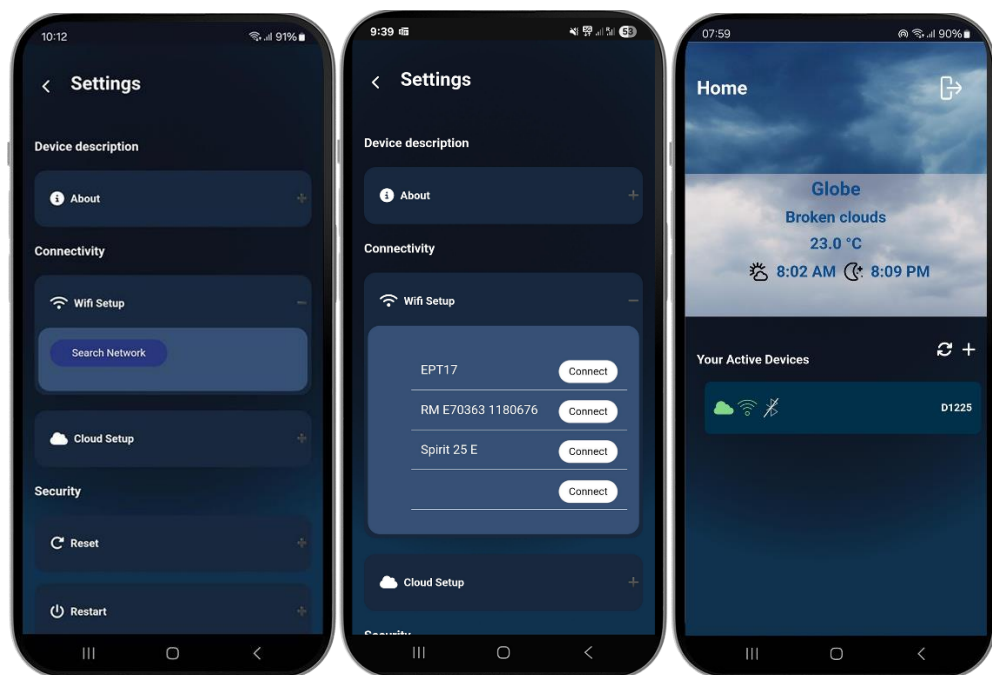 10:12
91%
Settings
Device description
About
Connectivity
Wifi Setup
Search Network
Cloud Setup
Security
Reset
Restart
9:39
53
Settings
Device description
About
Connectivity
Wifi Setup
EPT17 Connect
RM E70363 1180676 Connect
Spirit 25 E Connect
Connect
Cloud Setup
Security
07:59
90%
Home
Globe
Broken clouds
23.0 °C
8:02 AM 8:09 PM
Your Active Devices
D1225